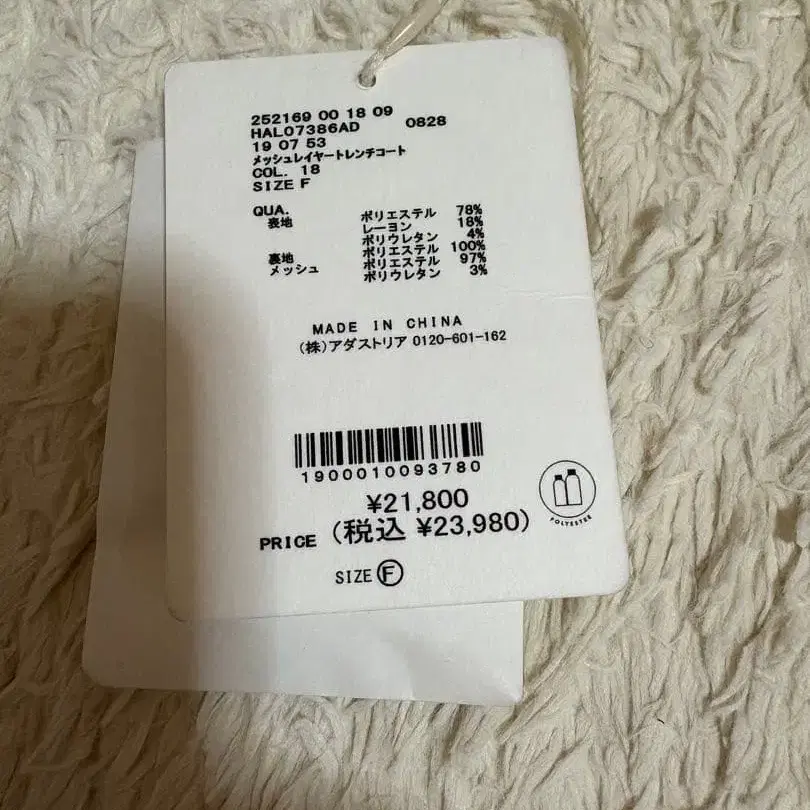 252169 00 18 09
HAL07386AD 0828
19 07 53
メッシュレイヤートレンチコート
COL. 18
SIZE F
QUA.
表地 ポリエステル 78%
レーヨン 18%
ポリウレタン 4%
裏地 ポリエステル 100%
メッシュ ポリエステル 97%
ポリウレタン 3%
MADE IN CHINA
(株)アダストリア 0120-601-162
1900010093780
¥21,800
PRICE (税込 ¥23,980)
POLYESTER
SIZE F